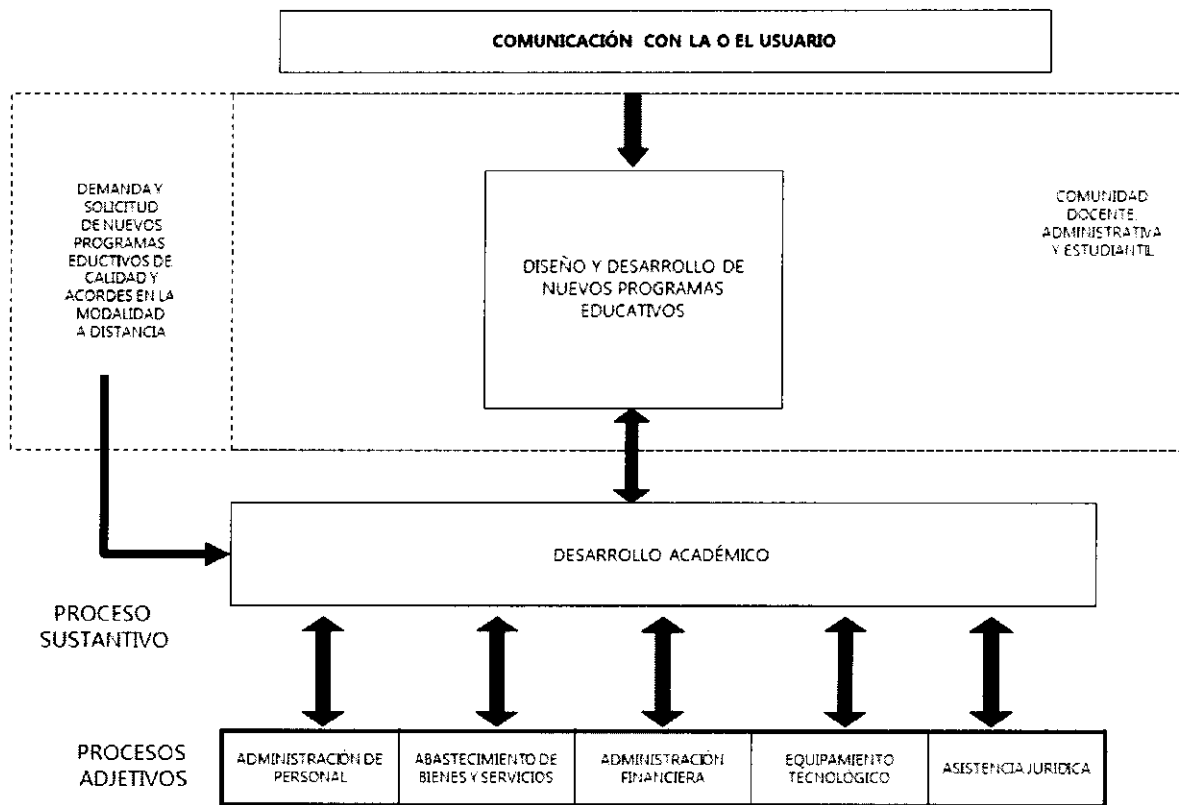 COMUNICACIÓN CON LA O EL USUARIO
DEMANDA Y
SOLICITUD
DE NUEVOS
PROGRAMAS
EDUCTIVOS DE
CALIDAD Y
ACORDES EN LA
MODALIDAD
A DISTANCIA
DISEÑO Y DESARROLLO DE
NUEVOS PROGRAMAS
EDUCATIVOS
COMUNIDAD
DOCENTE,
ADMINISTRATIVA
Y ESTUDIANTIL
DESARROLLO ACADÉMICO
PROCESO
SUSTANTIVO
PROCESOS
ADJETIVOS
ADMINISTRACIÓN DE
PERSONAL
ABASTECIMIENTO DE
BIENES Y SERVICIOS
ADMINISTRACIÓN
FINANCIERA
EQUIPAMIENTO
TECNOLÓGICO
ASISTENCIA JURIDICA